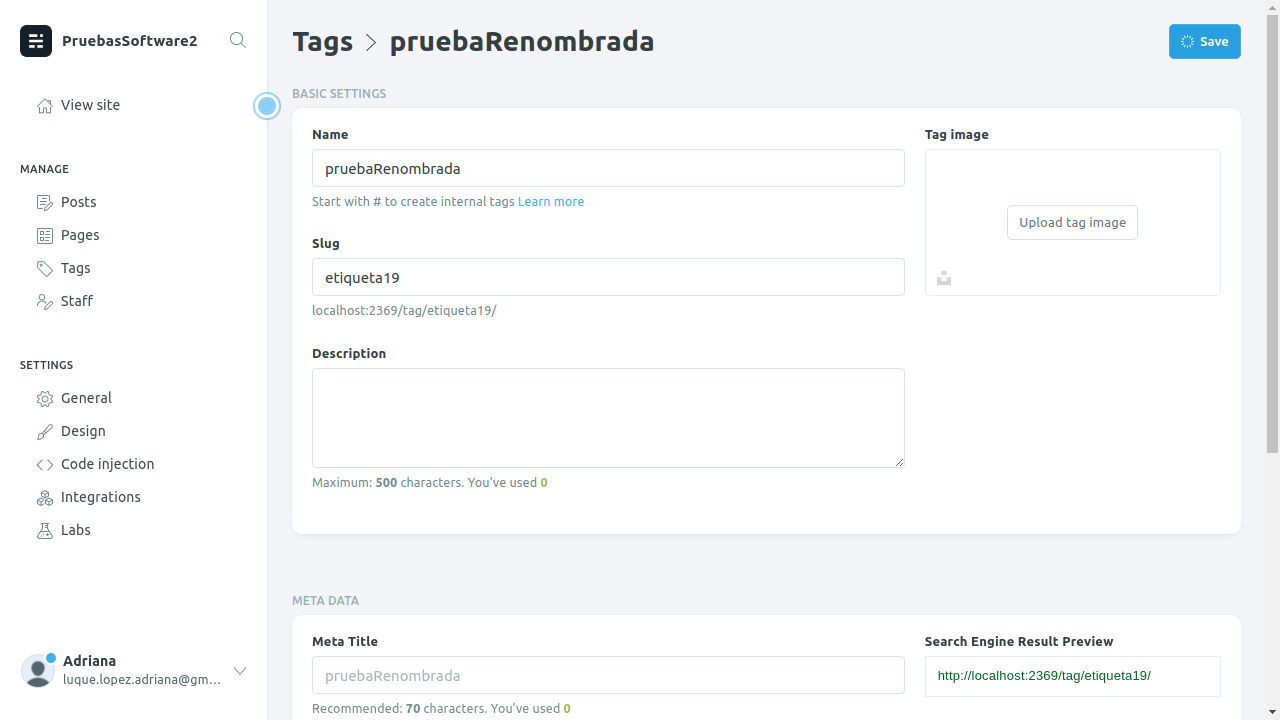 PruebasSoftware2
View site
MANAGE
Posts
Pages
Tags
Staff
SETTINGS
General
Design
Code injection
Integrations
Labs
Adriana
luque.lopez.adriana@gm...
Tags > pruebaRenombrada
Save
BASIC SETTINGS
Name
pruebaRenombrada
Start with # to create internal tags Learn more
Slug
etiqueta19
localhost:2369/tag/etiqueta19/
Description
Maximum: 500 characters. You’ve used 0
Tag image
Upload tag image
META DATA
Meta Title
pruebaRenombrada
Recommended: 70 characters. You’ve used 0
Search Engine Result Preview
http://localhost:2369/tag/etiqueta19/